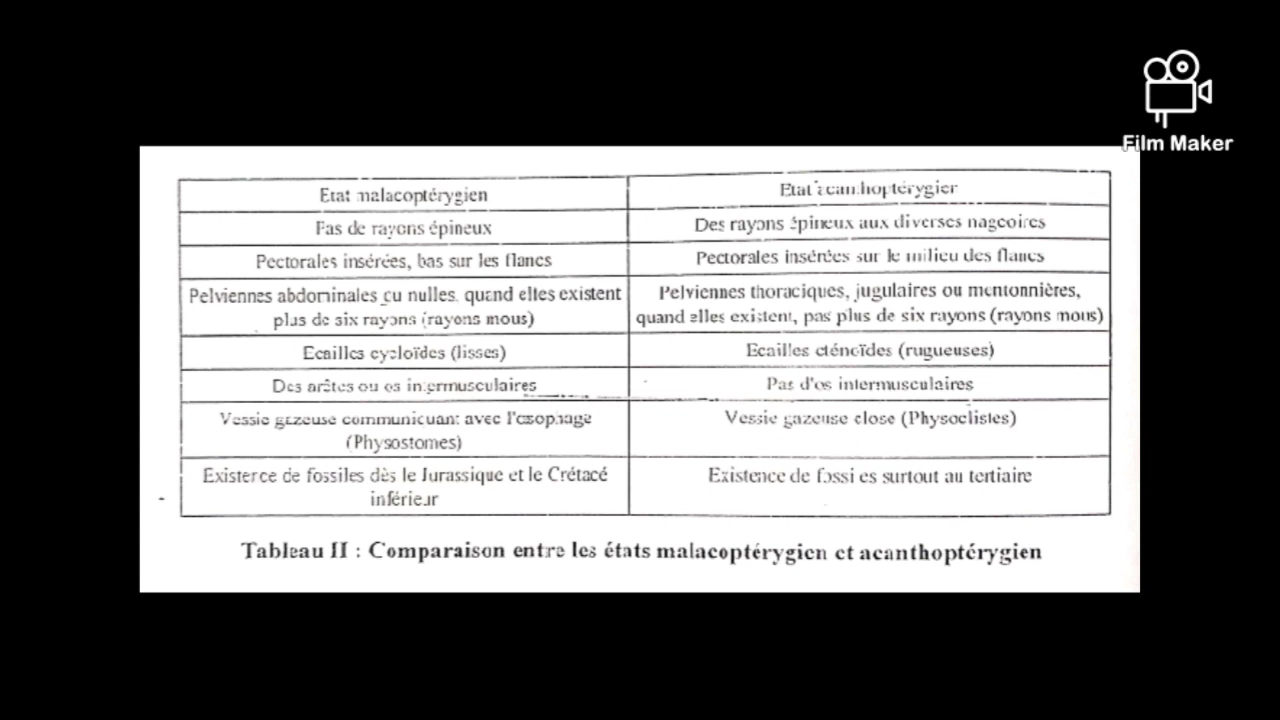 Film Maker
Etat malacoptérygien
Etat acanthoptérygien
Pas de rayons épineux
Des rayons épineux aux diverses nageoires
Pectorales insérées, bas sur les flancs
Pectorales insérées sur le milieu des flancs
Pelviennes abdominales ou nulles, quand elles existent
plus de six rayons (rayons mous)
Pelviennes thoraciques, jugulaires ou mentonnières,
quand elles existent, pas plus de six rayons (rayons mous)
Ecailles cycloïdes (lisses)
Ecailles cténoïdes (rugueuses)
Des arêtes ou os intermusculaires
Pas d'os intermusculaires
Vessie gazeuse communicuant avec l'œsophage
(Physostomes)
Vessie gazeuse close (Physoclistes)
Existence de fossiles dès le Jurassique et le Crétacé
inférieur
Existence de fossiles surtout au tertiaire
Tableau II : Comparaison entre les états malacoptérygien et acanthoptérygien